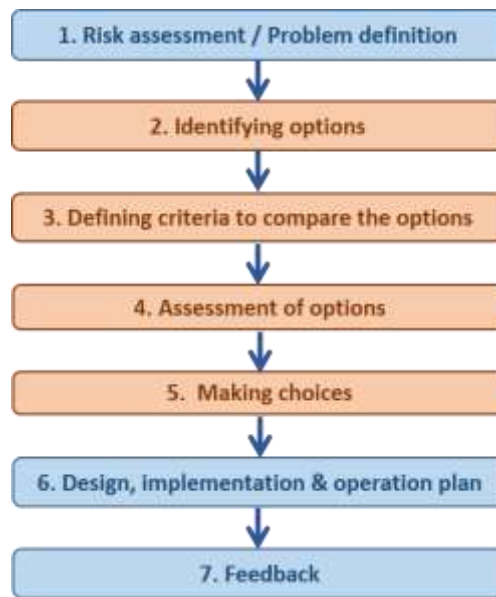 1. Risk assessment / Problem definition
2. Identifying options
3. Defining criteria to compare the options
4. Assessment of options
5. Making choices
6. Design, implementation & operation plan
7. Feedback